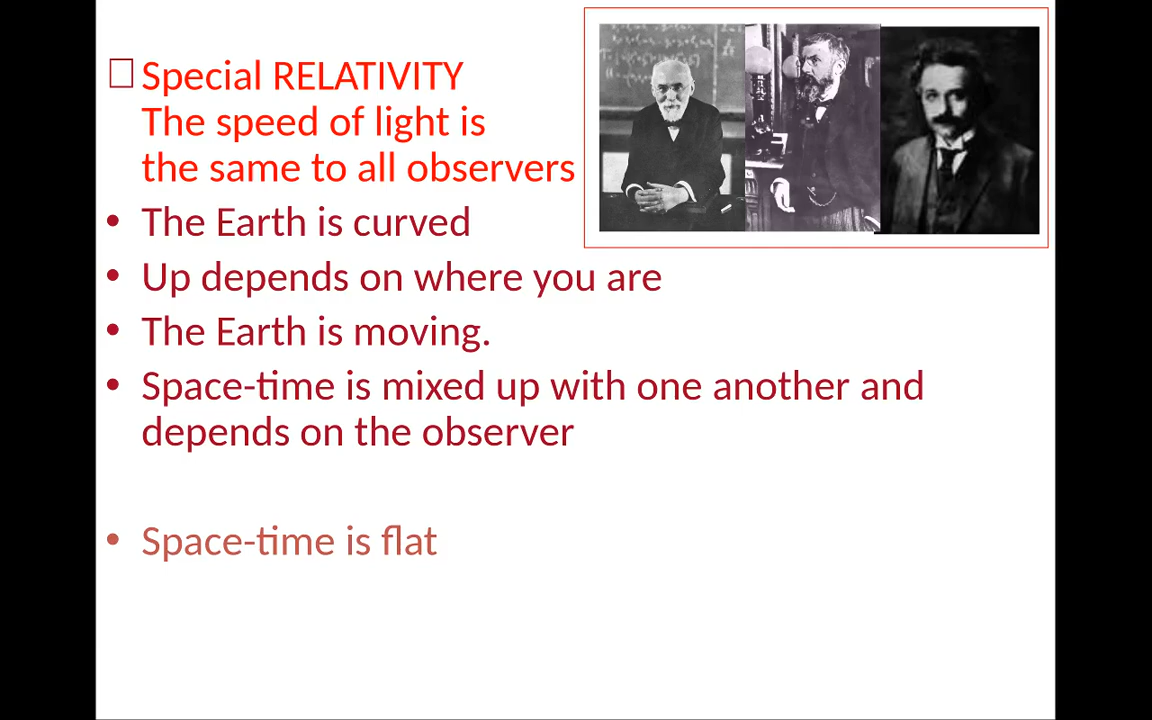 Special RELATIVITY
The speed of light is
the same to all observers
• The Earth is curved
• Up depends on where you are
• The Earth is moving.
• Space-time is mixed up with one another and
depends on the observer
• Space-time is flat